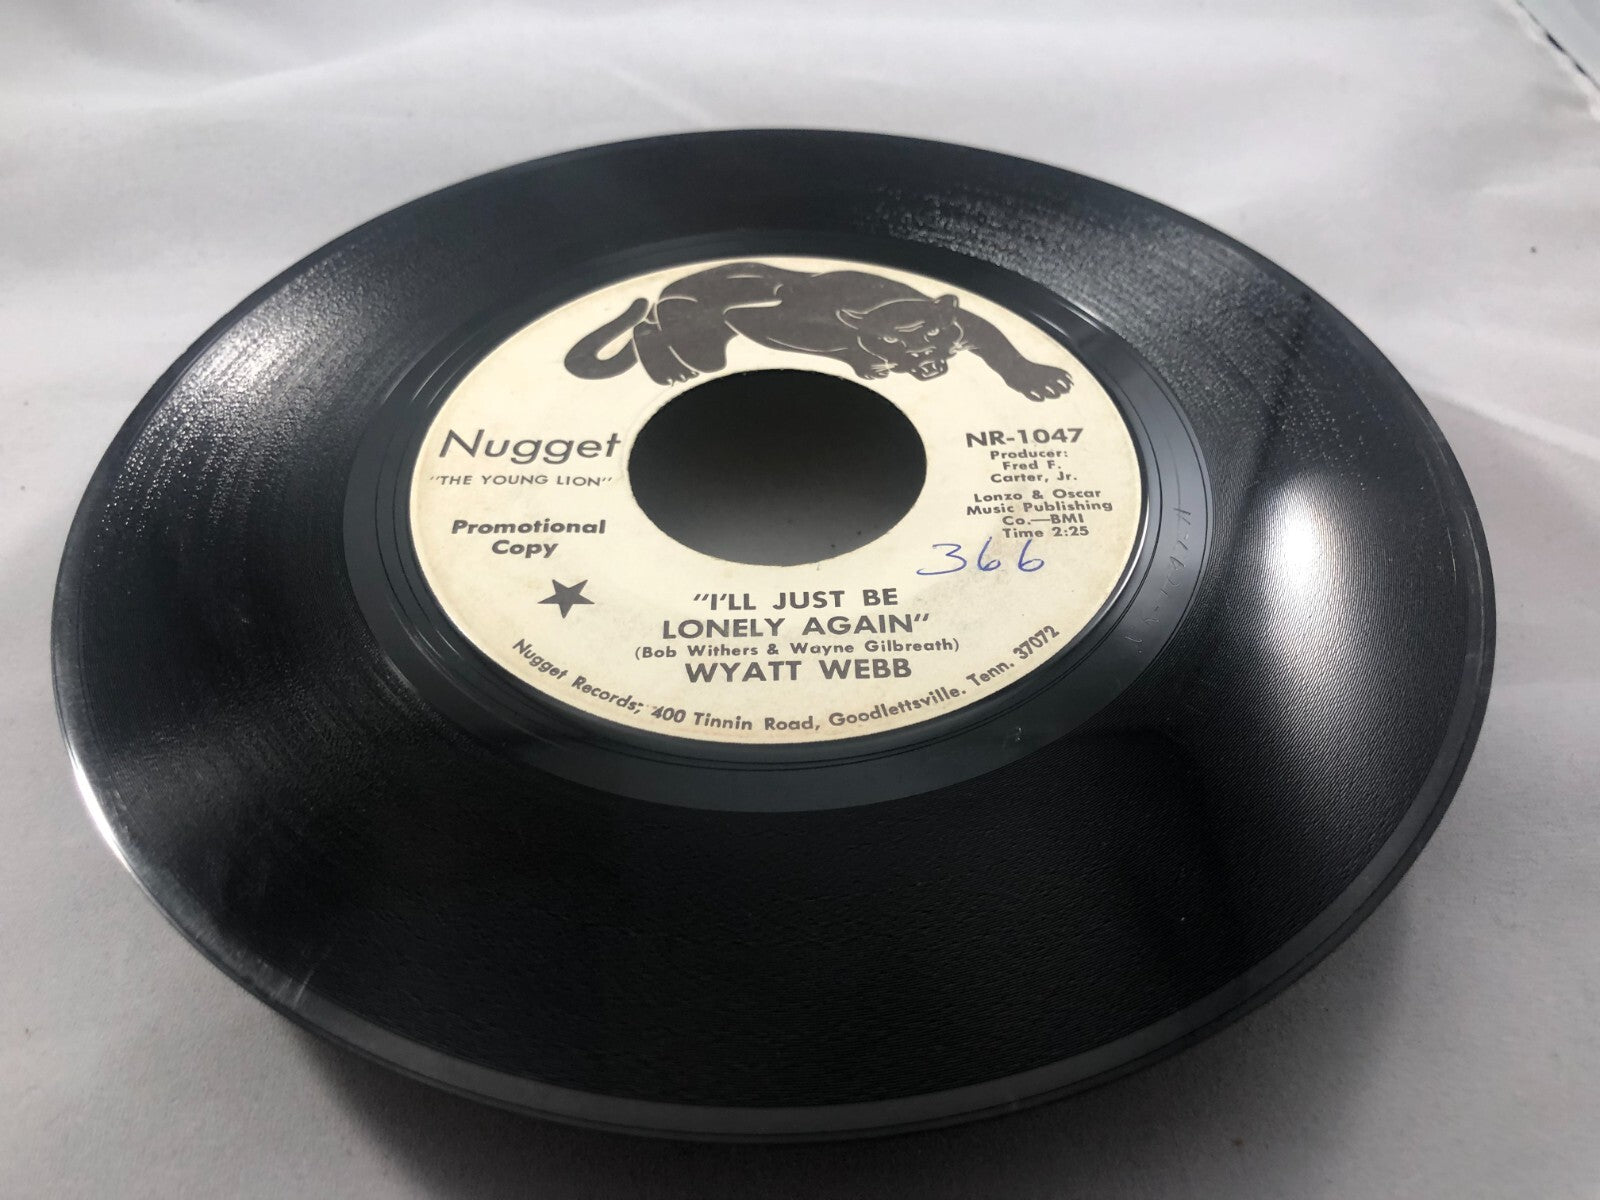 Nugget
"THE YOUNG LION"
Promotional
Copy
NR-1047
Producer:
Fred F.
Carter, Jr.
Lonzo & Oscar
Music Publishing
Co.—BMI
Time 2:25
366
"I'LL JUST BE
LONELY AGAIN"
(Bob Withers & Wayne Gilbreath)
WYATT WEBB
Nugget Records; 400 Tinnin Road, Goodlettsville. Tenn. 37072